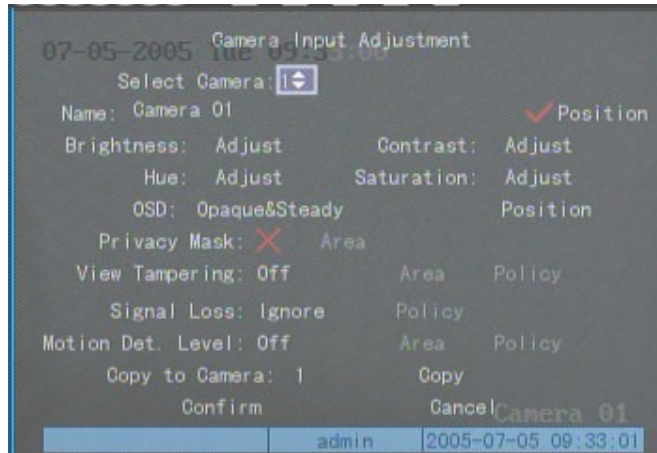 Camera Input Adjustment
07-05-2005 Tue 09:33:00
Select Camera: 1
Name: Camera 01 Position
Brightness: Adjust Contrast: Adjust
Hue: Adjust Saturation: Adjust
OSD: Opaque&Steady Position
Privacy Mask: Area
View Tampering: Off Area Policy
Signal Loss: Ignore Policy
Motion Det. Level: Off Area Policy
Copy to Camera: 1 Copy
Confirm Cancel
Camera 01
admin 2005-07-05 09:33:01